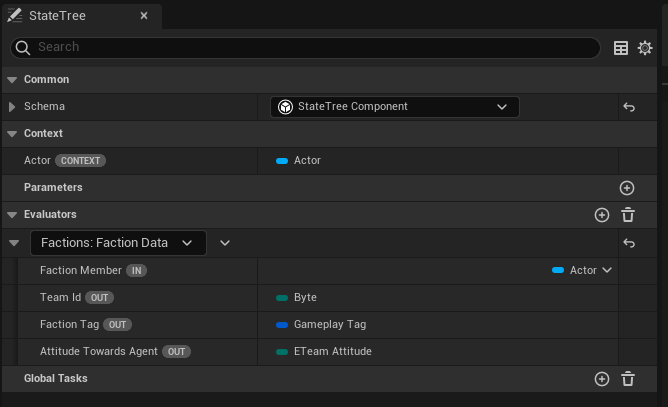 StateTree
Search
Common
Schema StateTree Component
Context
Actor CONTEXT Actor
Parameters
Evaluators
Factions: Faction Data
Faction Member IN Actor
Team Id OUT Byte
Faction Tag OUT Gameplay Tag
Attitude Towards Agent OUT ETeam Attitude
Global Tasks